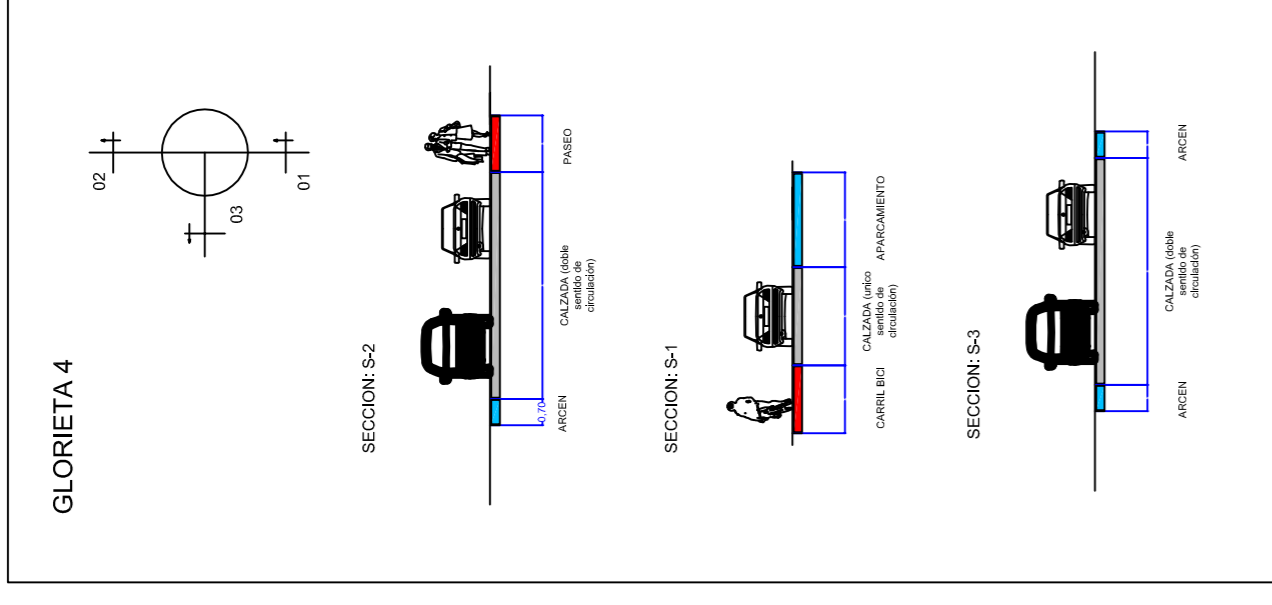 GLORIETA 4
02
03
01
SECCION: S-2
0,70
ARCEN
CALZADA (doble
sentido de
circulación)
PASEO
SECCION: S-1
CARRIL BICI
CALZADA (unico
sentido de
circulación)
APARCAMIENTO
SECCION: S-3
ARCEN
CALZADA (doble
sentido de
circulación)
ARCEN